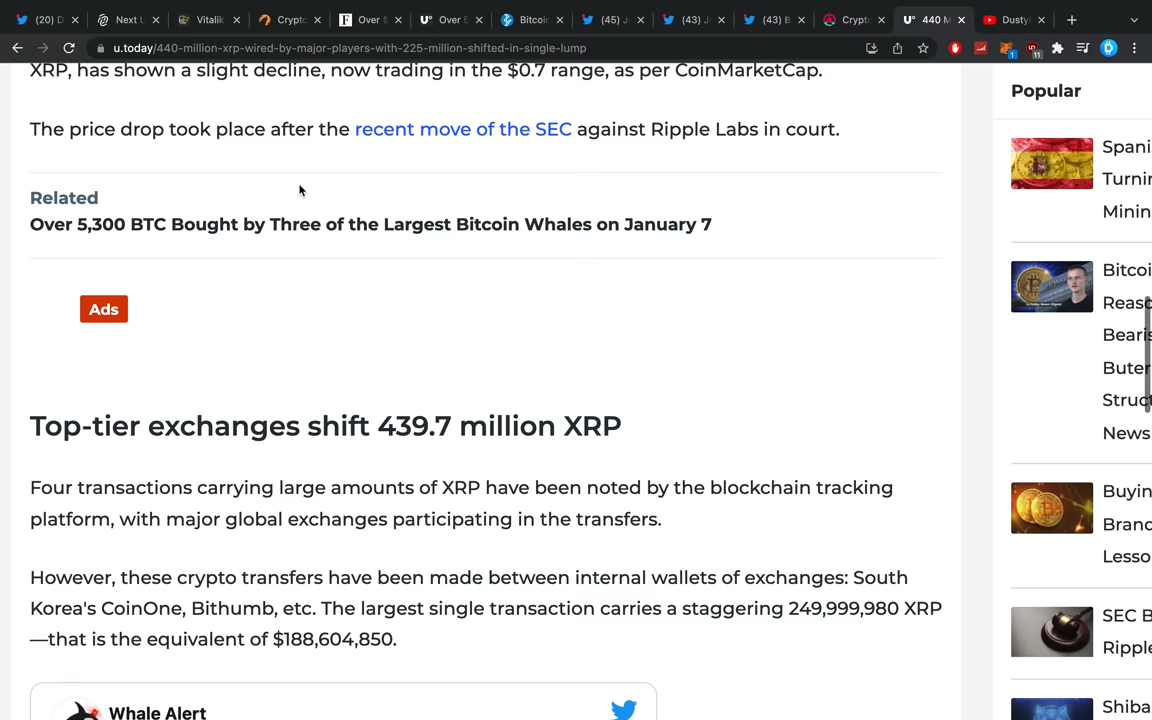 (20) D
Next U
Vitalik
Crypto
Over S
Over 5
Bitcoin
(45) J
(43) J
(43) B
Crypto
440 M
Dusty
u.today/440-million-xrp-wired-by-major-players-with-225-million-shifted-in-single-lump
1
11
XRP, has shown a slight decline, now trading in the $0.7 range, as per CoinMarketCap.
The price drop took place after the recent move of the SEC against Ripple Labs in court.
Related
Over 5,300 BTC Bought by Three of the Largest Bitcoin Whales on January 7
Ads
Top-tier exchanges shift 439.7 million XRP
Four transactions carrying large amounts of XRP have been noted by the blockchain tracking
platform, with major global exchanges participating in the transfers.
However, these crypto transfers have been made between internal wallets of exchanges: South
Korea's CoinOne, Bithumb, etc. The largest single transaction carries a staggering 249,999,980 XRP
—that is the equivalent of $188,604,850.
Whale Alert
Popular
Spani
Turnin
Minin
Bitcoi
Reaso
Bearis
Buter
Struc
News
Buyin
Branc
Lesso
SEC B
Ripple
Shiba